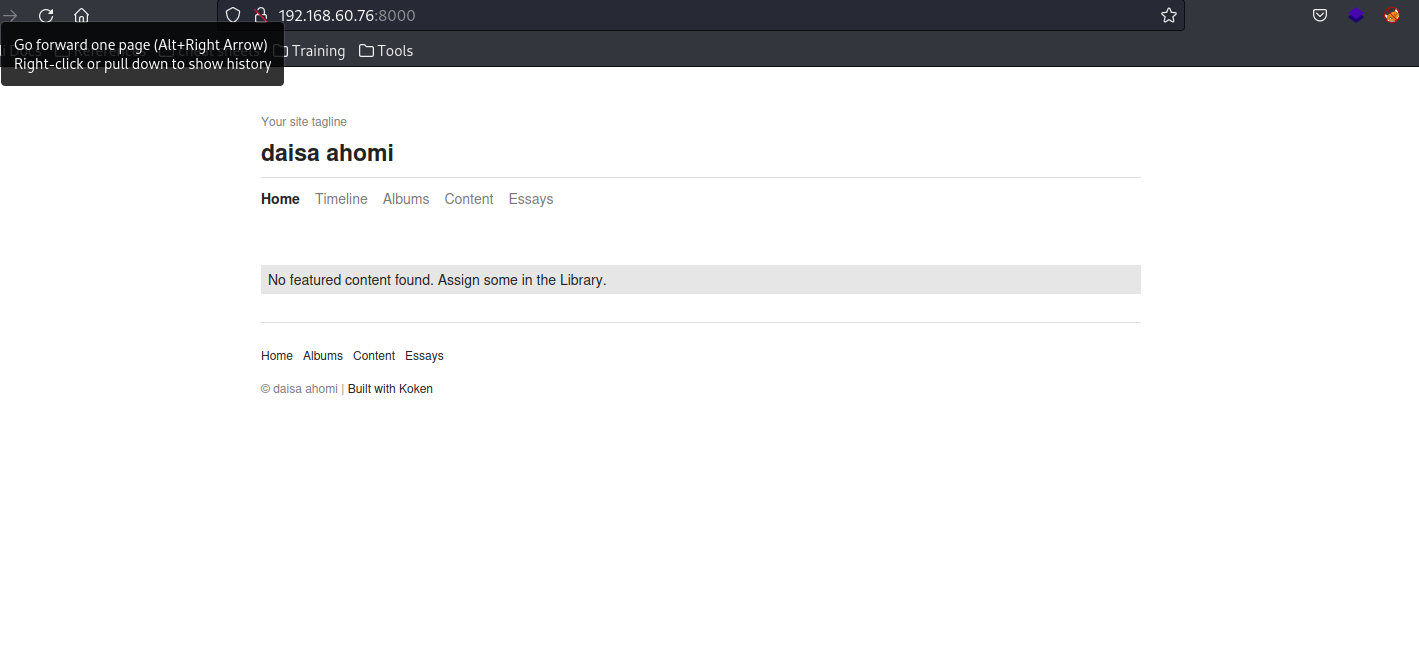 192.168.60.76:8000
Go forward one page (Alt+Right Arrow)
Right-click or pull down to show history
Training Tools
Your site tagline
daisa ahomi
Home Timeline Albums Content Essays
No featured content found. Assign some in the Library.
Home Albums Content Essays
© daisa ahomi | Built with Koken